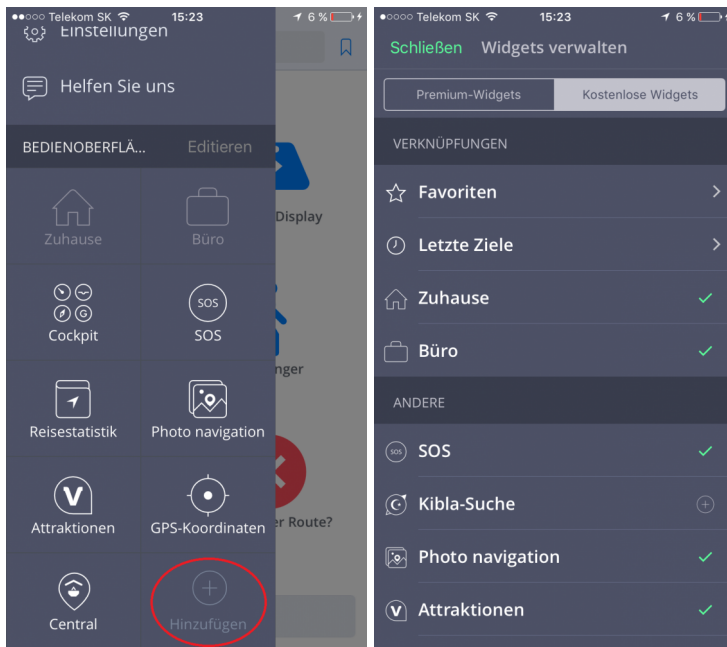 ●●○○○ Telekom SK 15:23 6 %
Einstellungen
Helfen Sie uns
BEDIENOBERFLÄ... Editieren
Zuhause Büro
Display
Cockpit SOS SOS
G
nger
Reisestatistik Photo navigation
Attraktionen GPS-Koordinaten
er Route?
Central Hinzufügen
●○○○○ Telekom SK 15:23 6 %
Schließen Widgets verwalten
Premium-Widgets Kostenlose Widgets
VERKNÜPFUNGEN
Favoriten
Letzte Ziele
Zuhause
Büro
ANDERE
SOS SOS
Kibla-Suche
Photo navigation
Attraktionen